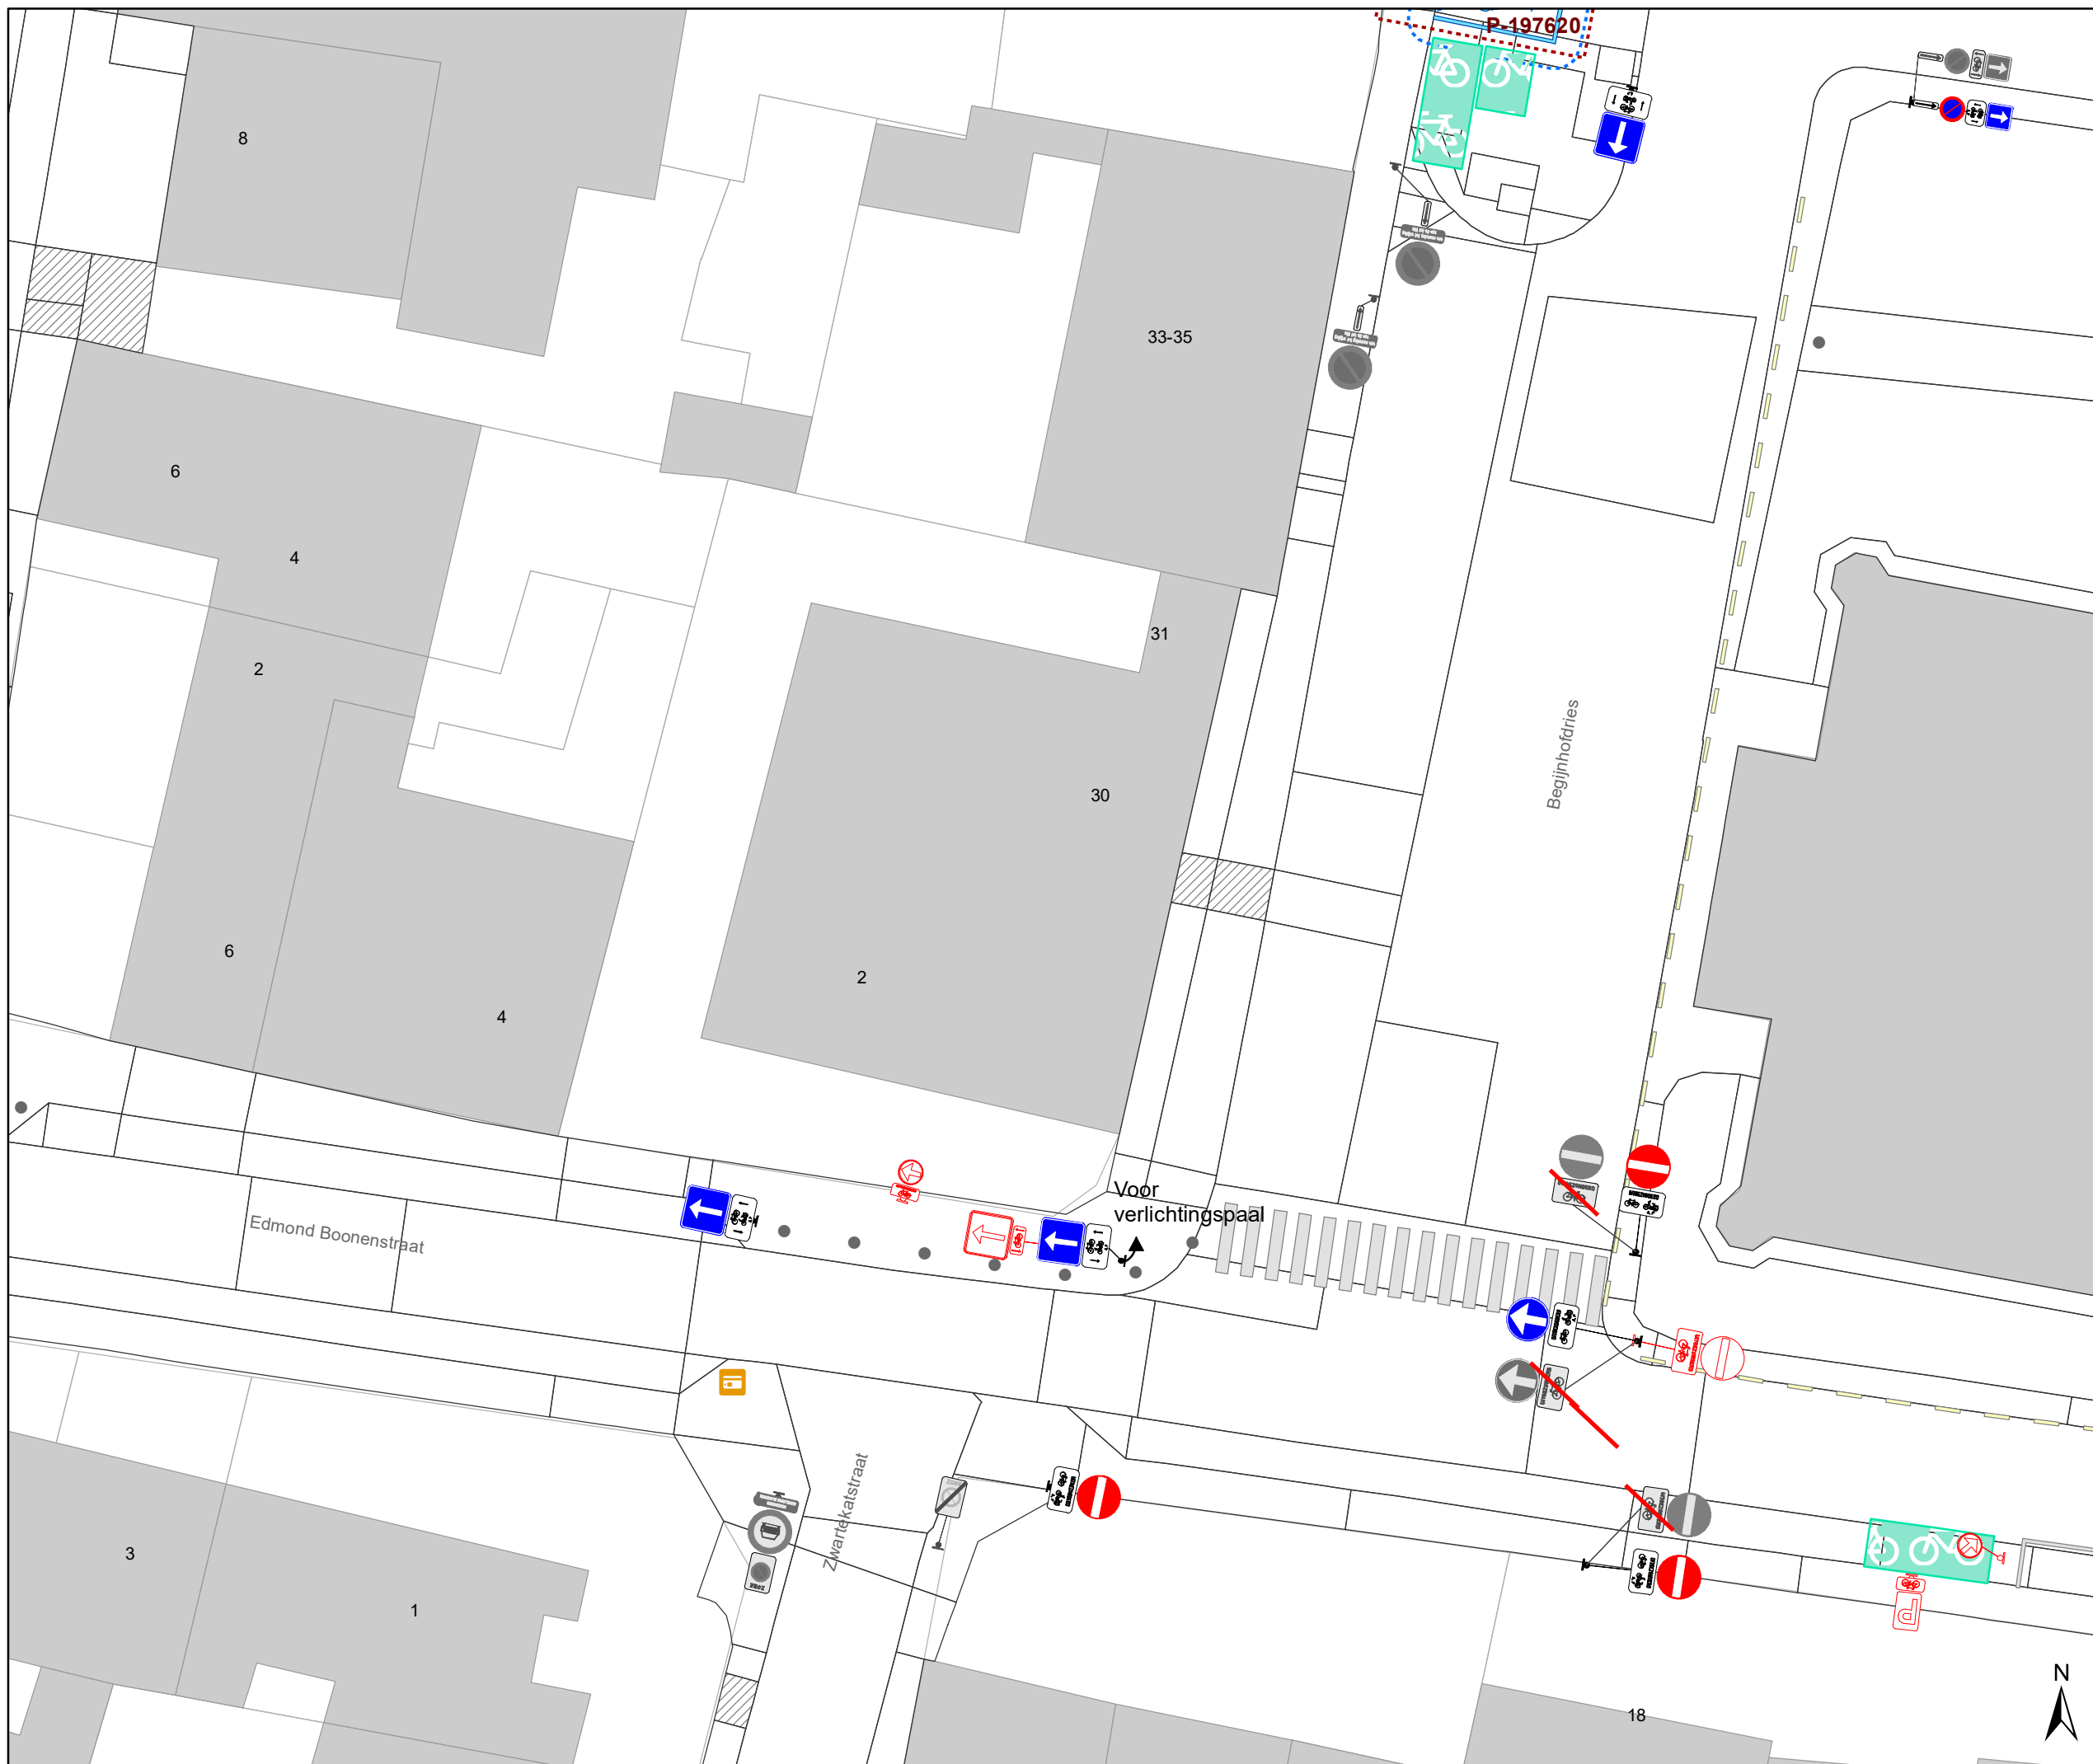 P-197620
8
33-35
6
4
31
2
30
Begijnhofdries
6
2
4
Voor
verlichtingspaal
Edmond Boonenstraat
Zwartekatstraat
3
1
ZONE
P
N
18